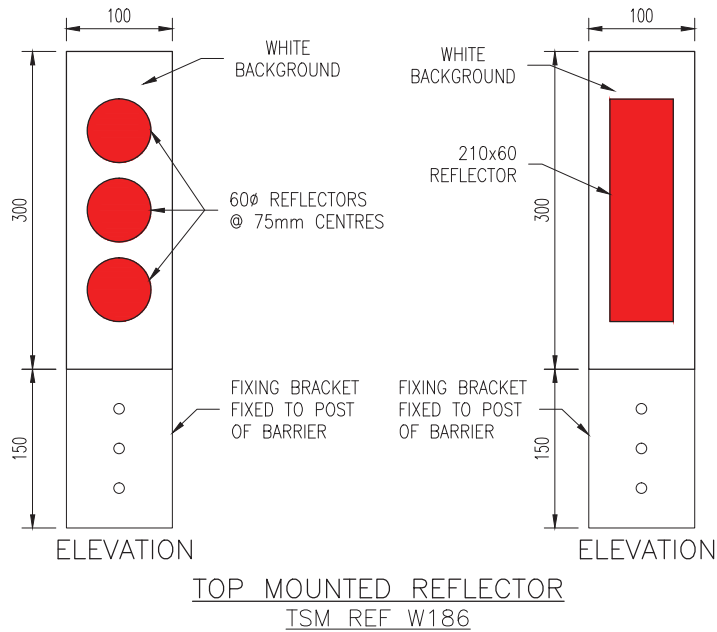 100
WHITE
BACKGROUND
300
60ø REFLECTORS
@ 75mm CENTRES
FIXING BRACKET
FIXED TO POST
OF BARRIER
150
ELEVATION
100
WHITE
BACKGROUND
210x60
REFLECTOR
300
FIXING BRACKET
FIXED TO POST
OF BARRIER
150
ELEVATION
TOP MOUNTED REFLECTOR
TSM REF W186